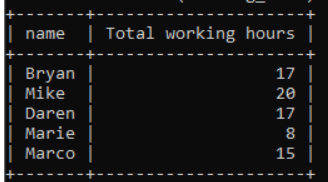 +-------+---------------------+
| name | Total working hours |
+-------+---------------------+
| Bryan | 17 |
| Mike | 20 |
| Daren | 17 |
| Marie | 8 |
| Marco | 15 |
+-------+---------------------+